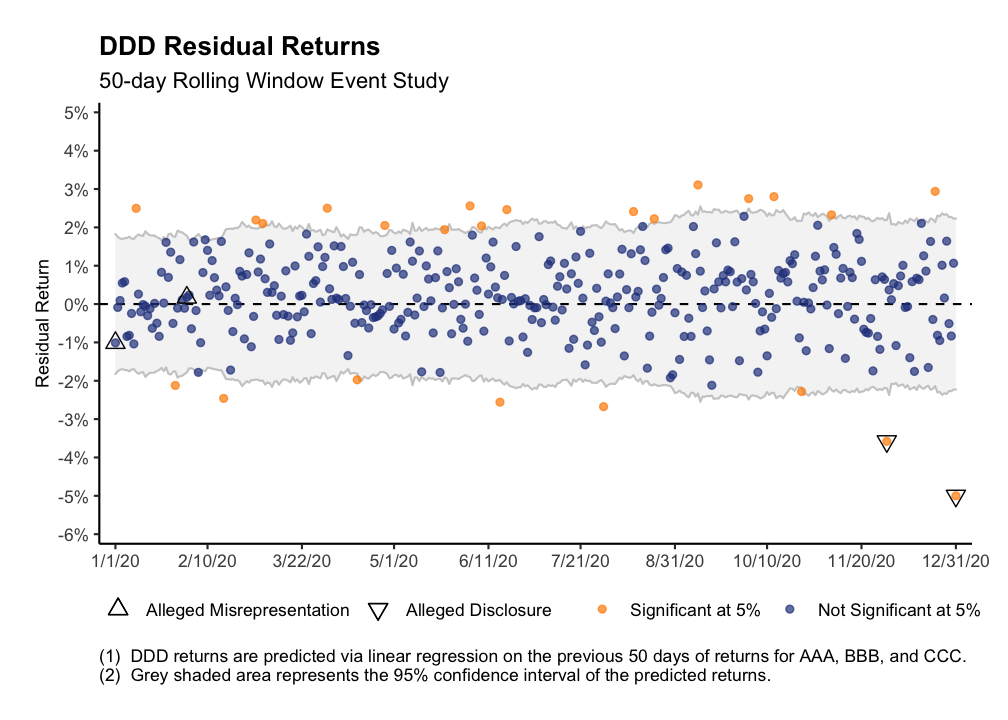 DDD Residual Returns
50-day Rolling Window Event Study
Residual Return
5%
4%
3%
2%
1%
0%
-1%
-2%
-3%
-4%
-5%
-6%
1/1/20 2/10/20 3/22/20 5/1/20 6/11/20 7/21/20 8/31/20 10/10/20 11/20/20 12/31/20
Alleged Misrepresentation Alleged Disclosure Significant at 5% Not Significant at 5%
(1) DDD returns are predicted via linear regression on the previous 50 days of returns for AAA, BBB, and CCC.
(2) Grey shaded area represents the 95% confidence interval of the predicted returns.